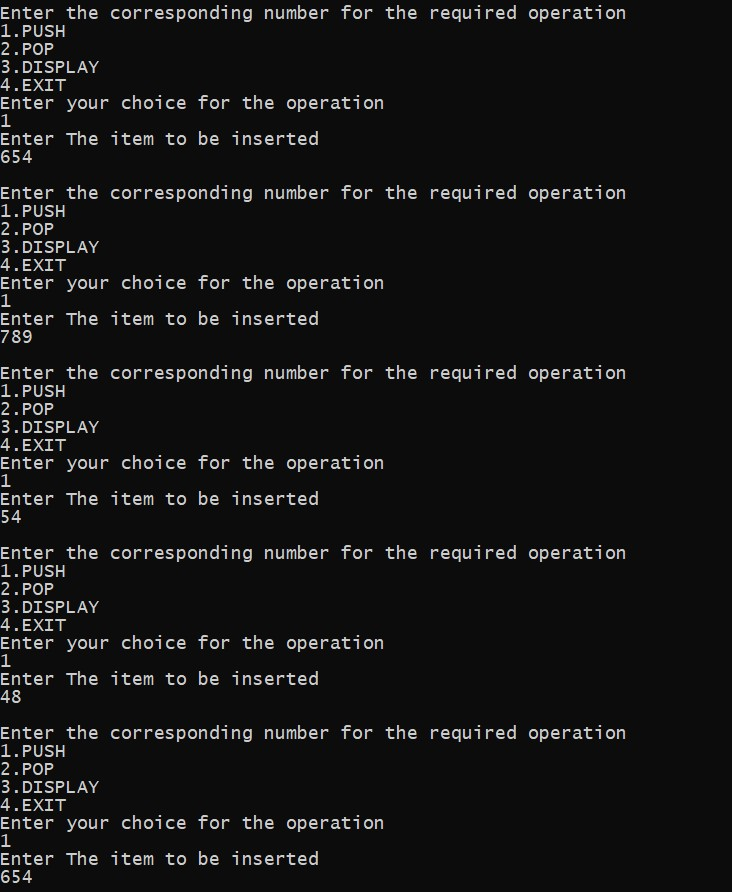 Enter the corresponding number for the required operation
1.PUSH
2.POP
3.DISPLAY
4.EXIT
Enter your choice for the operation
1
Enter The item to be inserted
654
Enter the corresponding number for the required operation
1.PUSH
2.POP
3.DISPLAY
4.EXIT
Enter your choice for the operation
1
Enter The item to be inserted
789
Enter the corresponding number for the required operation
1.PUSH
2.POP
3.DISPLAY
4.EXIT
Enter your choice for the operation
1
Enter The item to be inserted
54
Enter the corresponding number for the required operation
1.PUSH
2.POP
3.DISPLAY
4.EXIT
Enter your choice for the operation
1
Enter The item to be inserted
48
Enter the corresponding number for the required operation
1.PUSH
2.POP
3.DISPLAY
4.EXIT
Enter your choice for the operation
1
Enter The item to be inserted
654